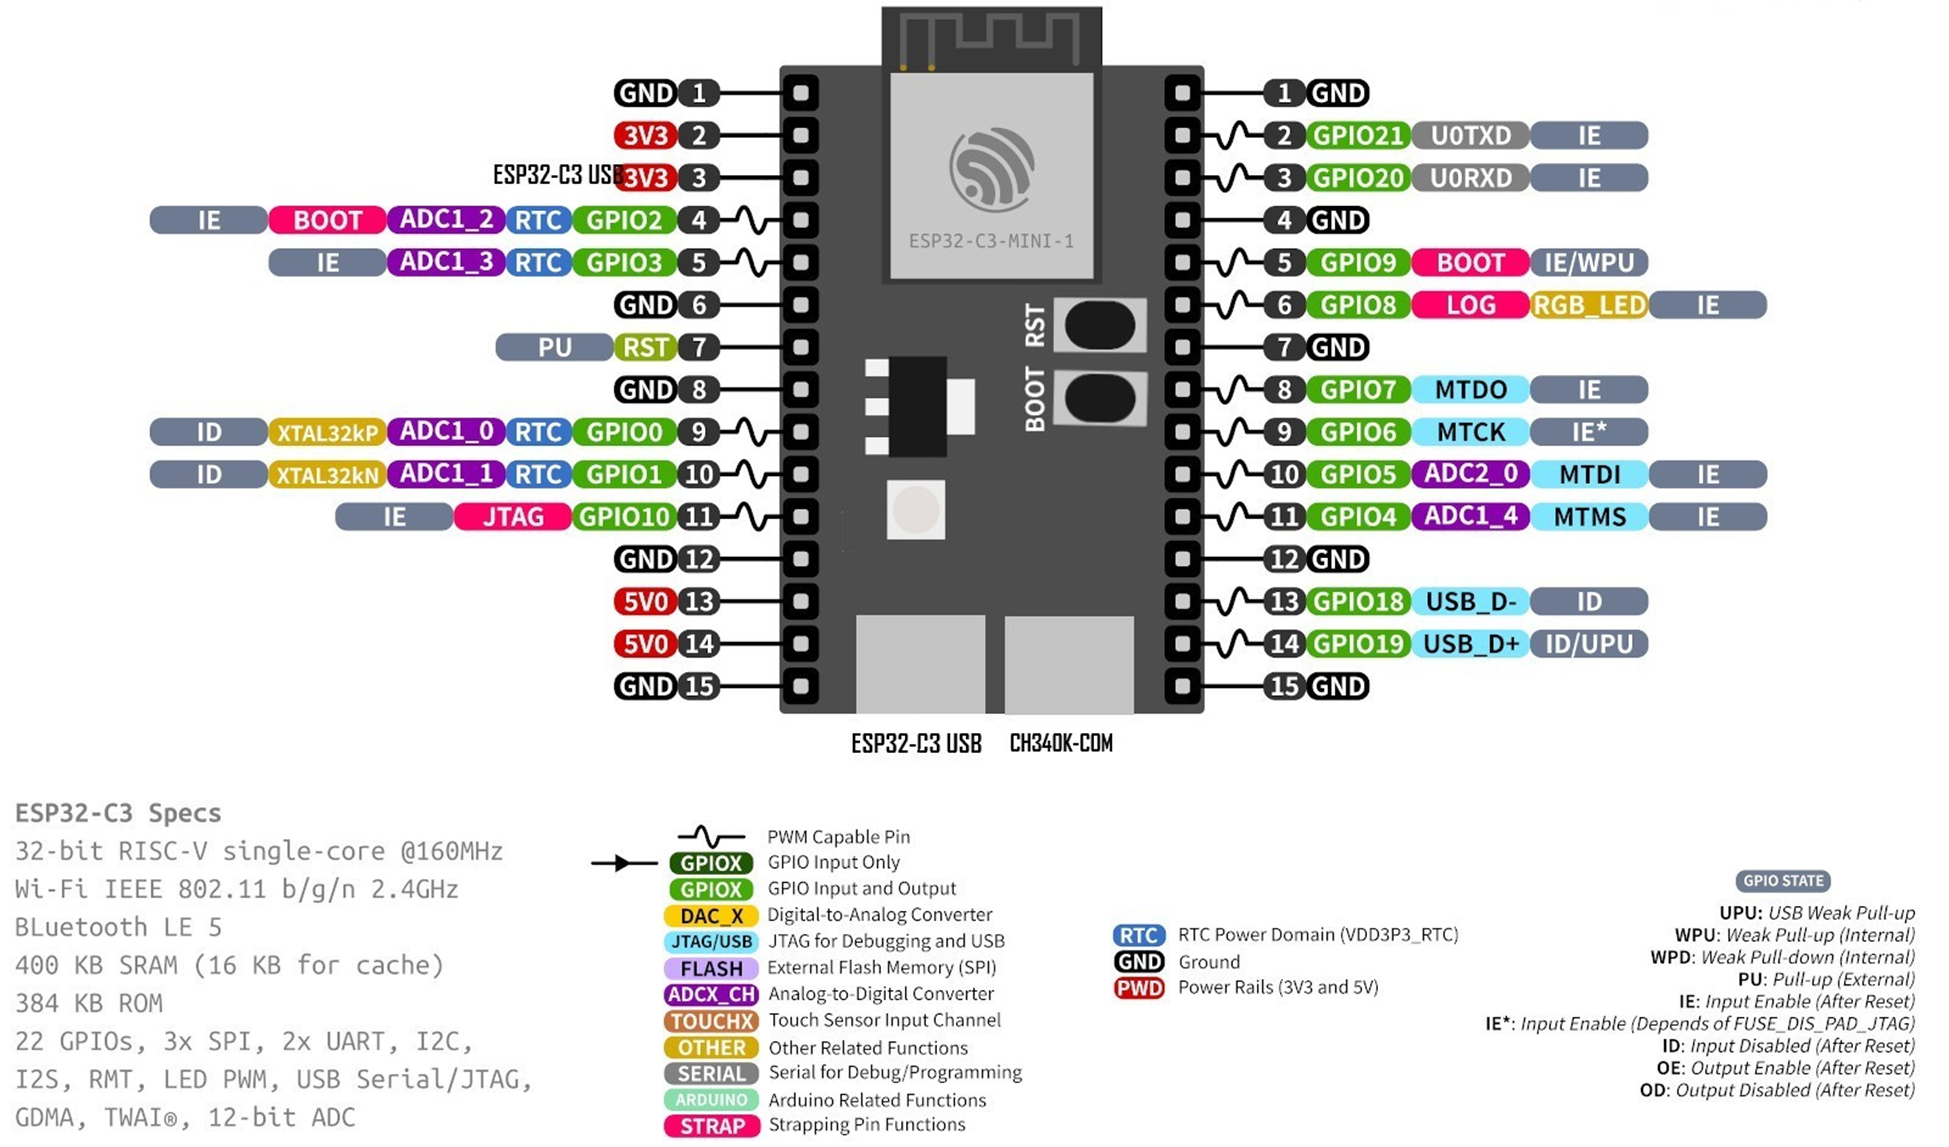 GND 1
3V3 2
ESP32-C3 USB 3V3 3
IE BOOT ADC1_2 RTC GPIO2 4
IE ADC1_3 RTC GPIO3 5
GND 6
PU RST 7
GND 8
ID XTAL32kP ADC1_0 RTC GPIO0 9
ID XTAL32kN ADC1_1 RTC GPIO1 10
IE JTAG GPIO10 11
GND 12
5V0 13
5V0 14
GND 15
ESP32-C3-MINI-1
RST
BOOT
1 GND
2 GPIO21 U0TXD IE
3 GPIO20 U0RXD IE
4 GND
5 GPIO9 BOOT IE/WPU
6 GPIO8 LOG RGB_LED IE
7 GND
8 GPIO7 MTDO IE
9 GPIO6 MTCK IE*
10 GPIO5 ADC2_0 MTDI IE
11 GPIO4 ADC1_4 MTMS IE
12 GND
13 GPIO18 USB_D- ID
14 GPIO19 USB_D+ ID/UPU
15 GND
ESP32-C3 USB CH340K-COM
ESP32-C3 Specs
32-bit RISC-V single-core @160MHz
Wi-Fi IEEE 802.11 b/g/n 2.4GHz
BLuetooth LE 5
400 KB SRAM (16 KB for cache)
384 KB ROM
22 GPIOs, 3x SPI, 2x UART, I2C,
I2S, RMT, LED PWM, USB Serial/JTAG,
GDMA, TWAI®, 12-bit ADC
PWM Capable Pin
GPIOX GPIO Input Only
GPIOX GPIO Input and Output
DAC_X Digital-to-Analog Converter
JTAG/USB JTAG for Debugging and USB
FLASH External Flash Memory (SPI)
ADCX_CH Analog-to-Digital Converter
TOUCHX Touch Sensor Input Channel
OTHER Other Related Functions
SERIAL Serial for Debug/Programming
ARDUINO Arduino Related Functions
STRAP Strapping Pin Functions
RTC RTC Power Domain (VDD3P3_RTC)
GND Ground
PWD Power Rails (3V3 and 5V)
GPIO STATE
UPU: USB Weak Pull-up
WPU: Weak Pull-up (Internal)
WPD: Weak Pull-down (Internal)
PU: Pull-up (External)
IE: Input Enable (After Reset)
IE*: Input Enable (Depends of FUSE_DIS_PAD_JTAG)
ID: Input Disabled (After Reset)
OE: Output Enable (After Reset)
OD: Output Disabled (After Reset)